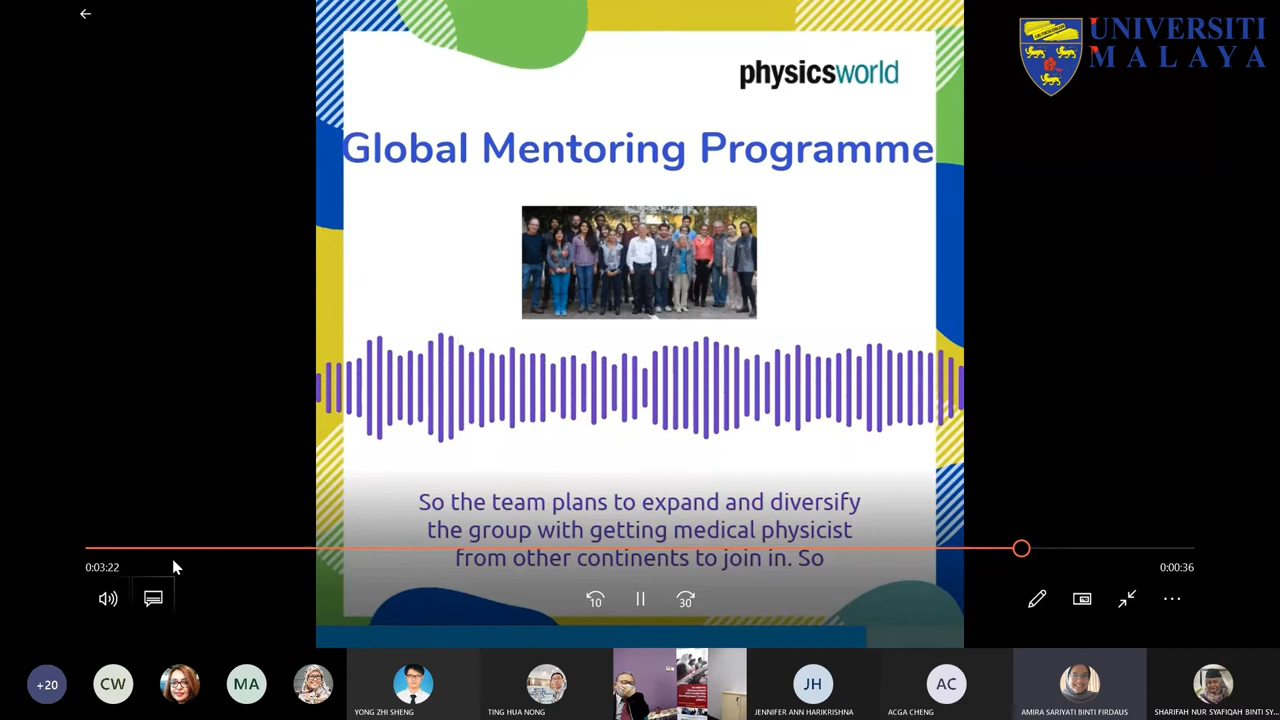 UNIVERSITI
MALAYA
physicsworld
Global Mentoring Programme
So the team plans to expand and diversify
the group with getting medical physicist
from other continents to join in. So
0:03:22
0:00:36
10
30
+20
CW
MA
JH
AC
YONG ZHI SHENG
TING HUA NONG
JENNIFER ANN HARIKRISHNA
ACGA CHENG
AMIRA SARIYATI BINTI FIRDAUS
SHARIFAH NUR SYAFIQAH BINTI SY...